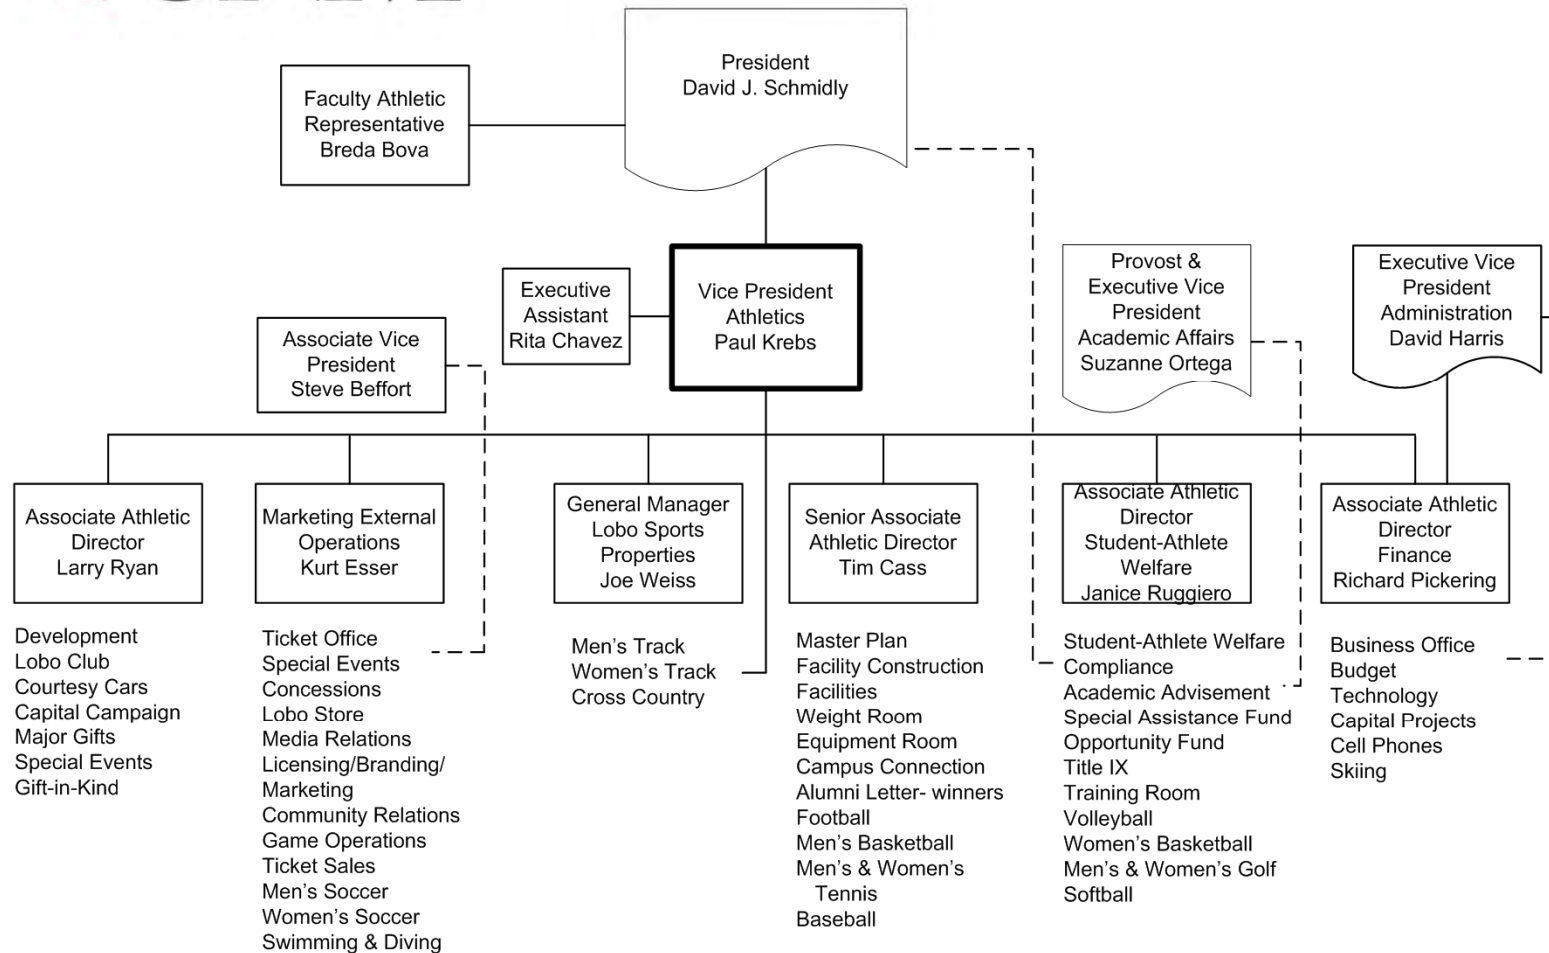 President
David J. Schmidly
Faculty Athletic
Representative
Breda Bova
Executive
Assistant
Rita Chavez
Vice President
Athletics
Paul Krebs
Provost &
Executive Vice
President
Academic Affairs
Suzanne Ortega
Executive Vice
President
Administration
David Harris
Associate Vice
President
Steve Beffort
Associate Athletic
Director
Larry Ryan
Marketing External
Operations
Kurt Esser
General Manager
Lobo Sports
Properties
Joe Weiss
Senior Associate
Athletic Director
Tim Cass
Associate Athletic
Director
Student-Athlete
Welfare
Janice Ruggiero
Associate Athletic
Director
Finance
Richard Pickering
Development
Lobo Club
Courtesy Cars
Capital Campaign
Major Gifts
Special Events
Gift-in-Kind
Ticket Office
Special Events
Concessions
Lobo Store
Media Relations
Licensing/Branding/
Marketing
Community Relations
Game Operations
Ticket Sales
Men's Soccer
Women's Soccer
Swimming & Diving
Men's Track
Women's Track
Cross Country
Master Plan
Facility Construction
Facilities
Weight Room
Equipment Room
Campus Connection
Alumni Letter- winners
Football
Men's Basketball
Men's & Women's
Tennis
Baseball
Student-Athlete Welfare
Compliance
Academic Advisement
Special Assistance Fund
Opportunity Fund
Title IX
Training Room
Volleyball
Women's Basketball
Men's & Women's Golf
Softball
Business Office
Budget
Technology
Capital Projects
Cell Phones
Skiing